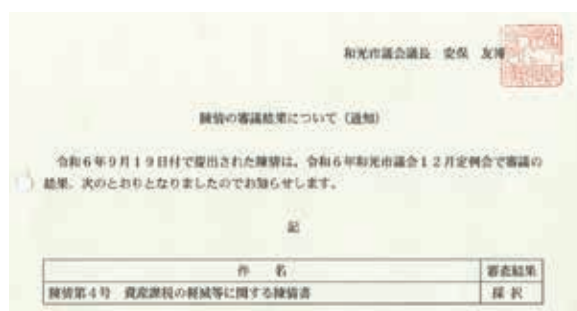 和光市議会議長 安保 友博
陳情の審議結果について（通知）
令和６年９月１９日付で提出された陳情は、令和６年和光市議会１２月定例会で審議の
結果、次のとおりとなりましたのでお知らせします。
記
件 名 審査結果
陳情第４号 資産課税の軽減等に関する陳情書 採 択